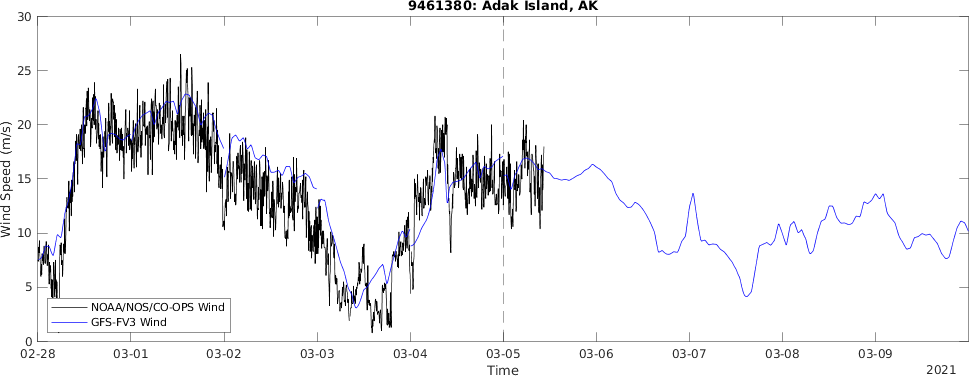 9461380: Adak Island, AK
30
25
20
15
10
5
0
Wind Speed (m/s)
NOAA/NOS/CO-OPS Wind
GFS-FV3 Wind
02-28 03-01 03-02 03-03 03-04 03-05 03-06 03-07 03-08 03-09
Time
2021